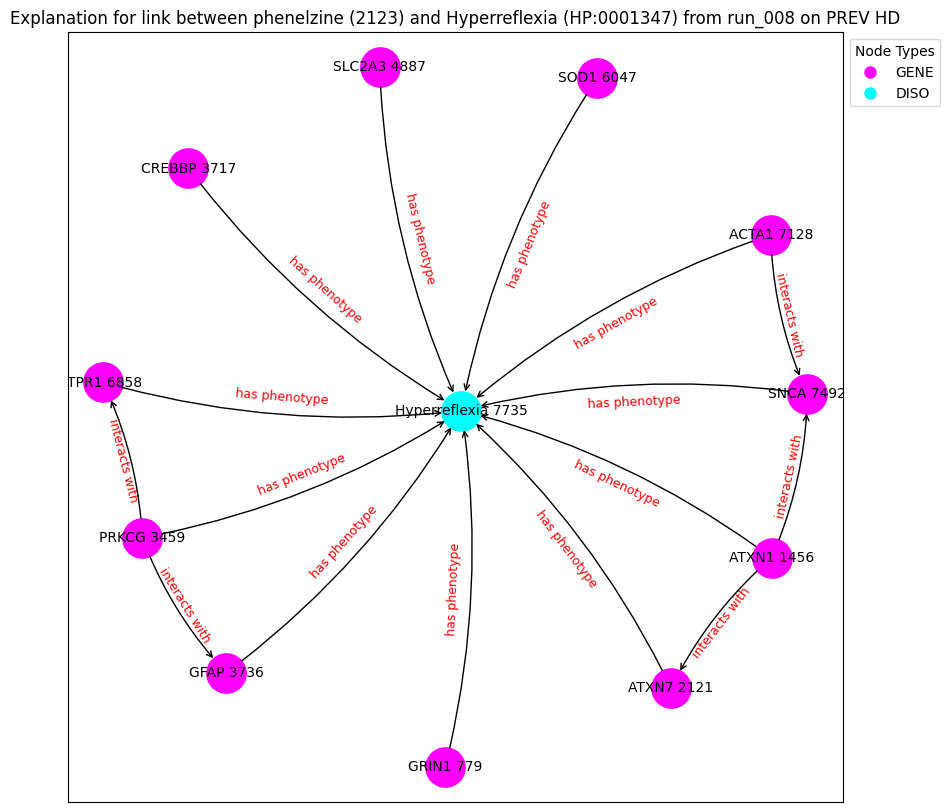 Explanation for link between phenelzine (2123) and Hyperreflexia (HP:0001347) from run_008 on PREV HD
Node Types
GENE
DISO
SLC2A3 4887
SOD1 6047
CREBBP 3717
ACTA1 7128
has phenotype
has phenotype
has phenotype
interacts with
has phenotype
TPR1 6858
has phenotype
SNCA 7492
has phenotype
Hyperreflexia 7735
interacts with
has phenotype
has phenotype
interacts with
PRKCG 3459
has phenotype
has phenotype
ATXN1 1456
interacts with
has phenotype
interacts with
GFAP 3736
ATXN7 2121
GRIN1 779